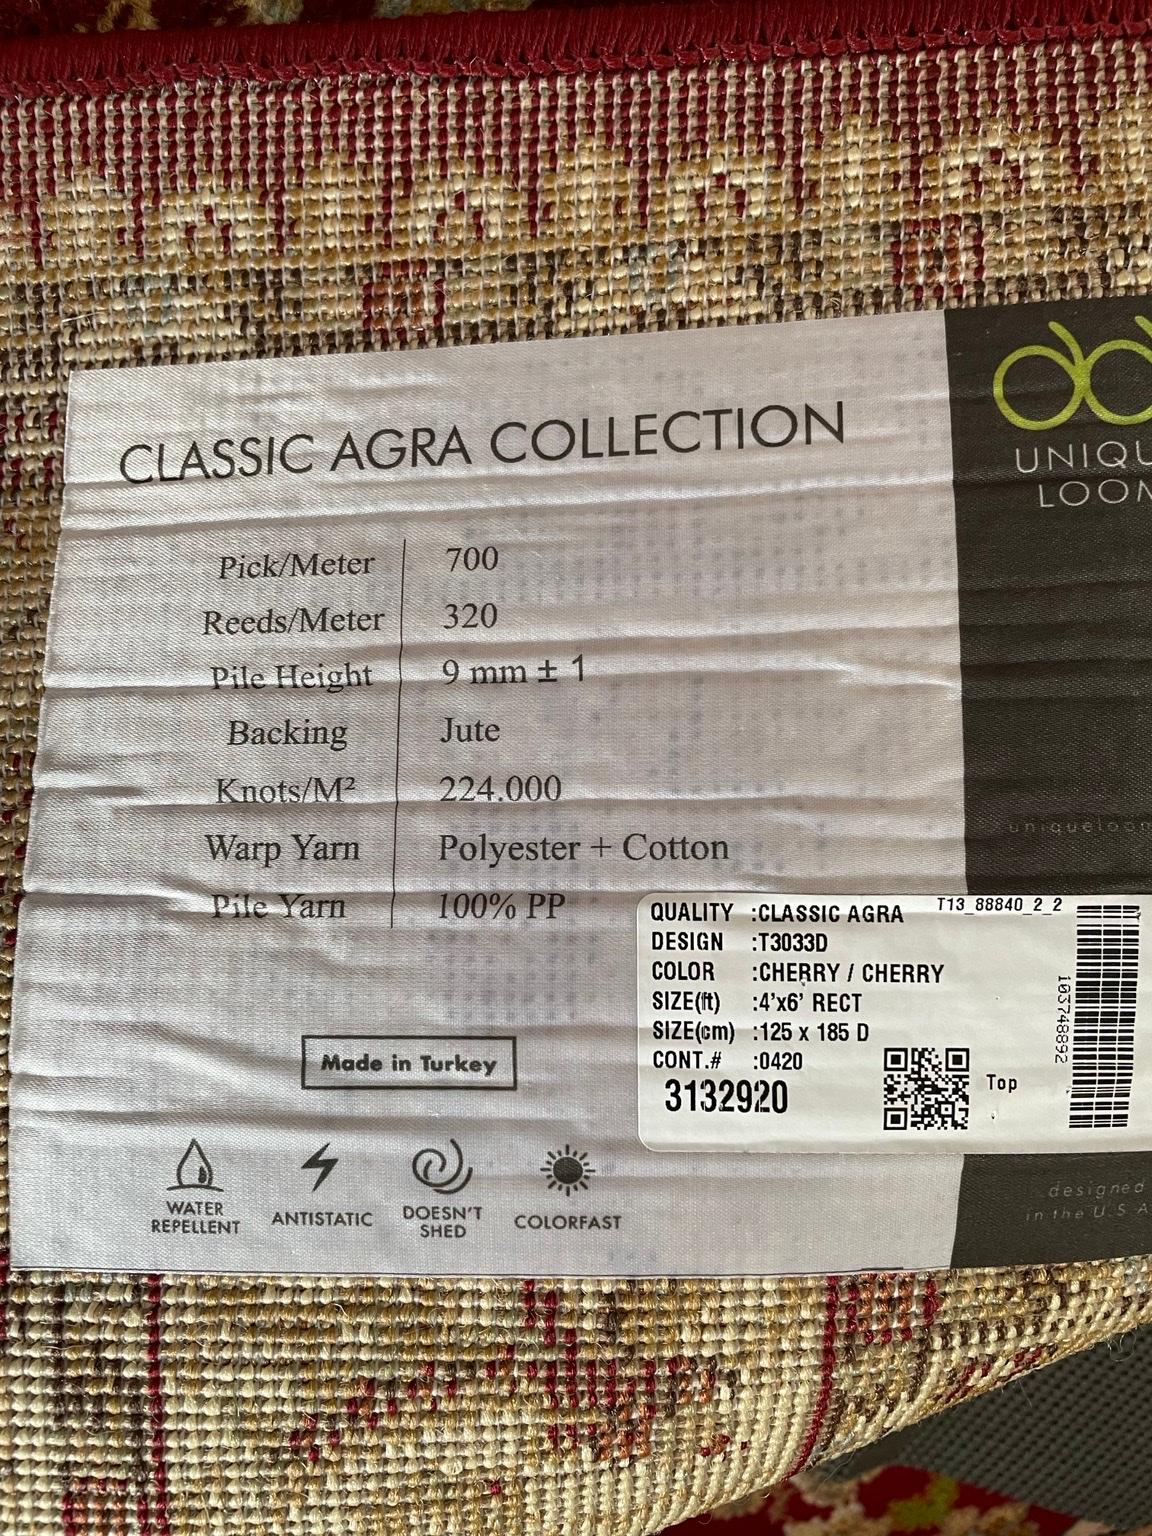 CLASSIC AGRA COLLECTION
UNIQU
LOOM
Pick/Meter 700
Reeds/Meter 320
Pile Height 9 mm ± 1
Backing Jute
Knots/M² 224.000
Warp Yarn Polyester + Cotton
Pile Yarn 100% PP
uniqueloom
T13_88840_2_2
QUALITY :CLASSIC AGRA
DESIGN :T3033D
COLOR :CHERRY / CHERRY
SIZE(ft) :4'x6' RECT
SIZE(cm) :125 x 185 D
CONT.# :0420
3132920
Top
103748892
Made in Turkey
WATER
REPELLENT
ANTISTATIC
DOESN'T
SHED
COLORFAST
designed
in the U.S.A